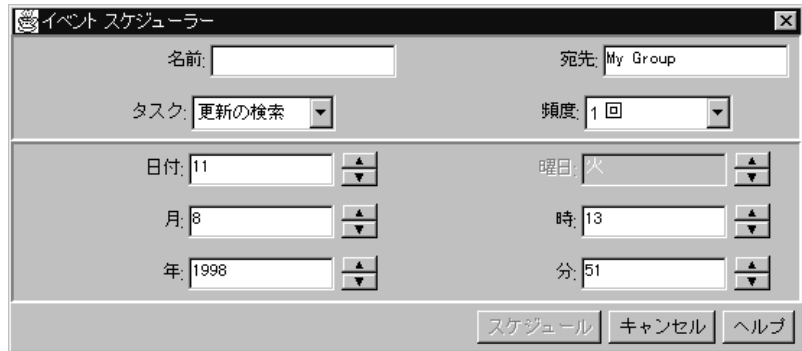 イベント スケジューラー
名前: 宛先: My Group
タスク: 更新の検索 頻度: 1 回
日付: 11 曜日: 火
月: 8 時: 13
年: 1998 分: 51
スケジュール キャンセル ヘルプ